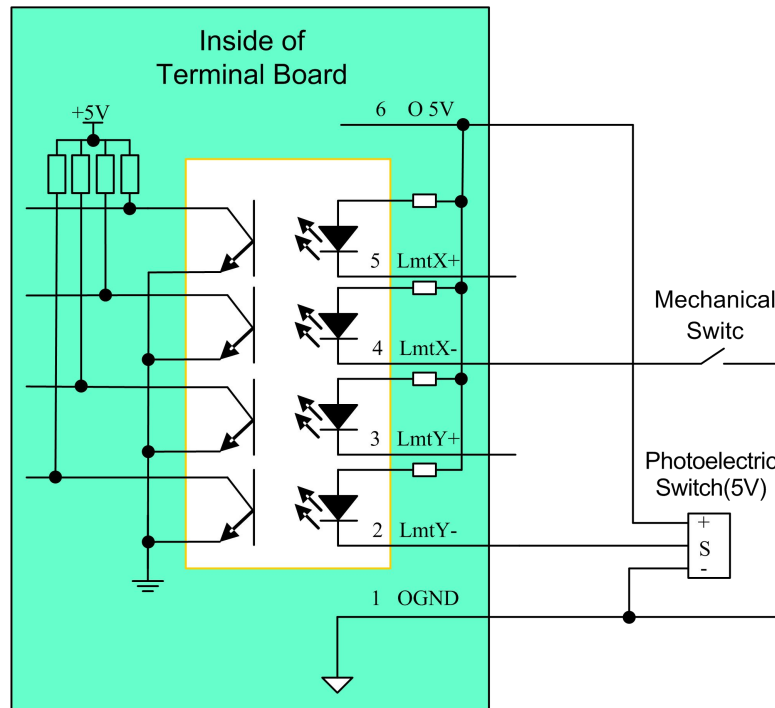 Inside of
Terminal Board
+5V
6 O 5V
5 LmtX+
Mechanical
Switc
4 LmtX-
3 LmtY+
Photoelectric
Switch(5V)
+
2 LmtY-
S
-
1 OGND